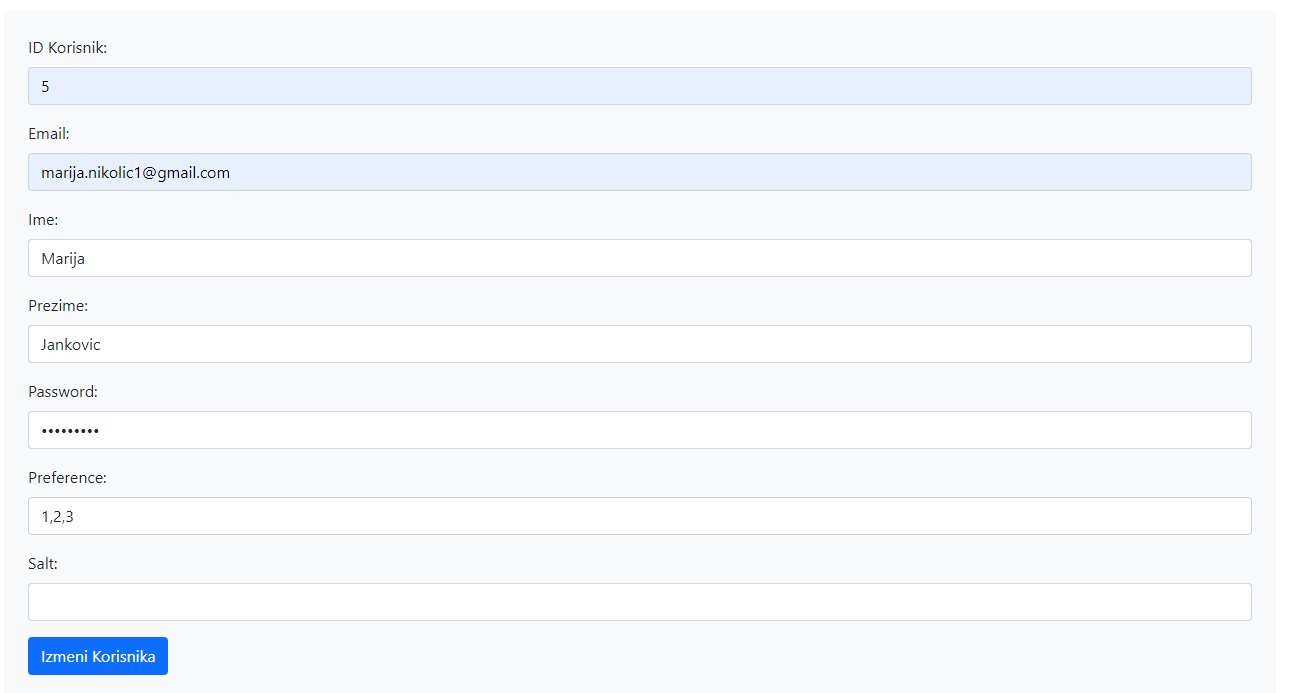 ID Korisnik:
5
Email:
marija.nikolic1@gmail.com
Ime:
Marija
Prezime:
Jankovic
Password:
•••••••••
Preference:
1,2,3
Salt:
Izmeni Korisnika